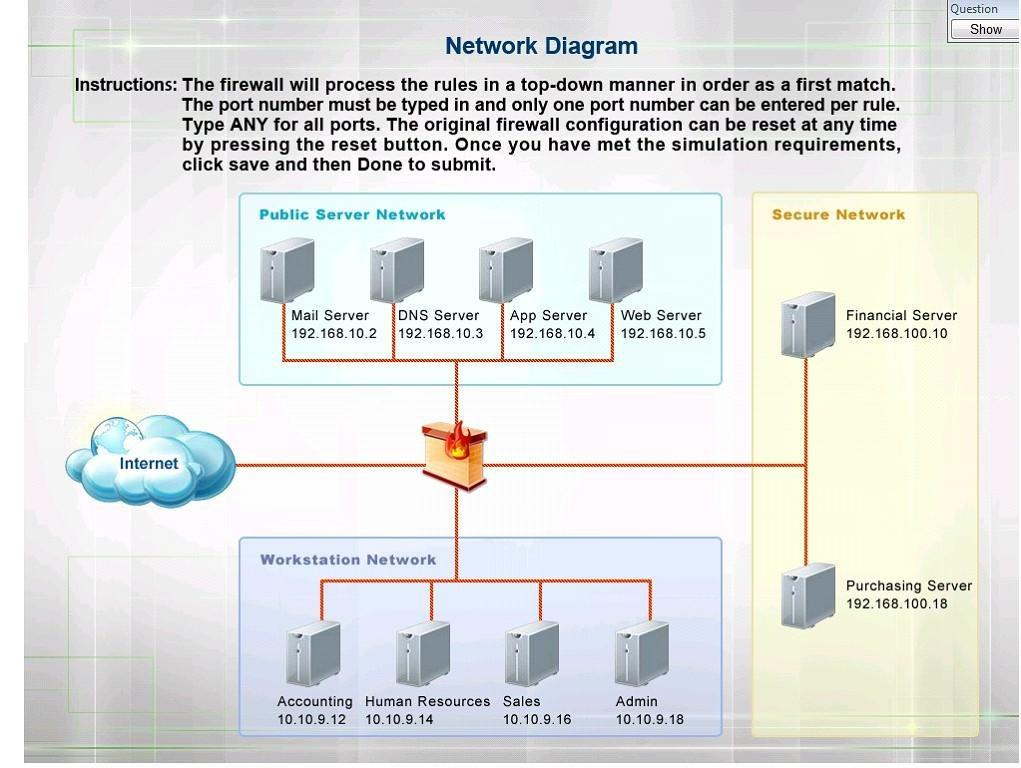 Question
Show
Network Diagram
Instructions: The firewall will process the rules in a top-down manner in order as a first match.
The port number must be typed in and only one port number can be entered per rule.
Type ANY for all ports. The original firewall configuration can be reset at any time
by pressing the reset button. Once you have met the simulation requirements,
click save and then Done to submit.
Public Server Network
Mail Server
192.168.10.2
DNS Server
192.168.10.3
App Server
192.168.10.4
Web Server
192.168.10.5
Secure Network
Financial Server
192.168.100.10
Internet
Purchasing Server
192.168.100.18
Workstation Network
Accounting
10.10.9.12
Human Resources
10.10.9.14
Sales
10.10.9.16
Admin
10.10.9.18